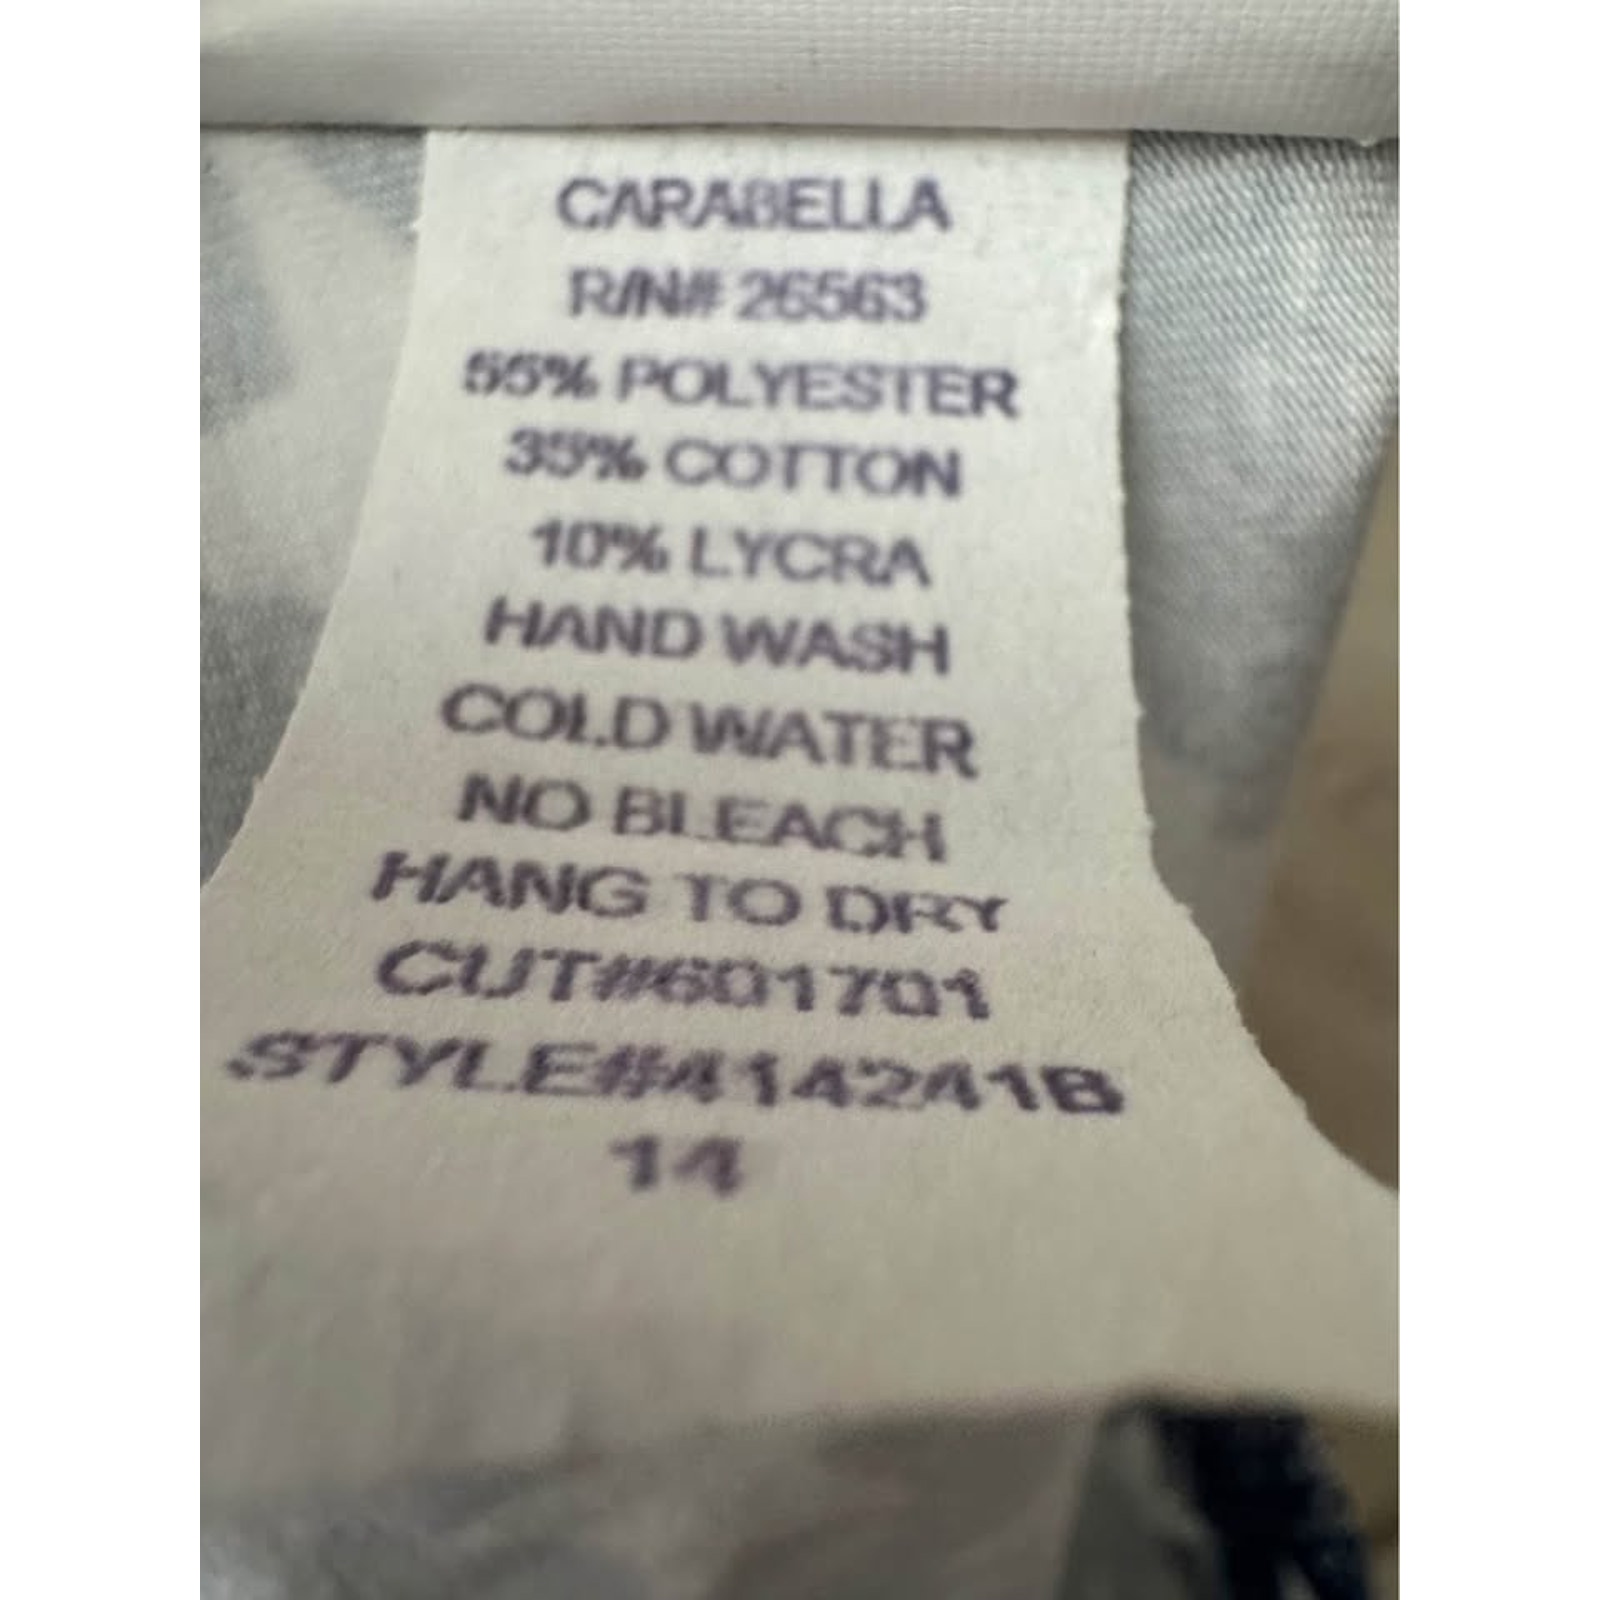 CARABELLA
R/N# 26563
55% POLYESTER
35% COTTON
10% LYCRA
HAND WASH
COLD WATER
NO BLEACH
HANG TO DRY
CUT#601701
STYLE#414241B
14